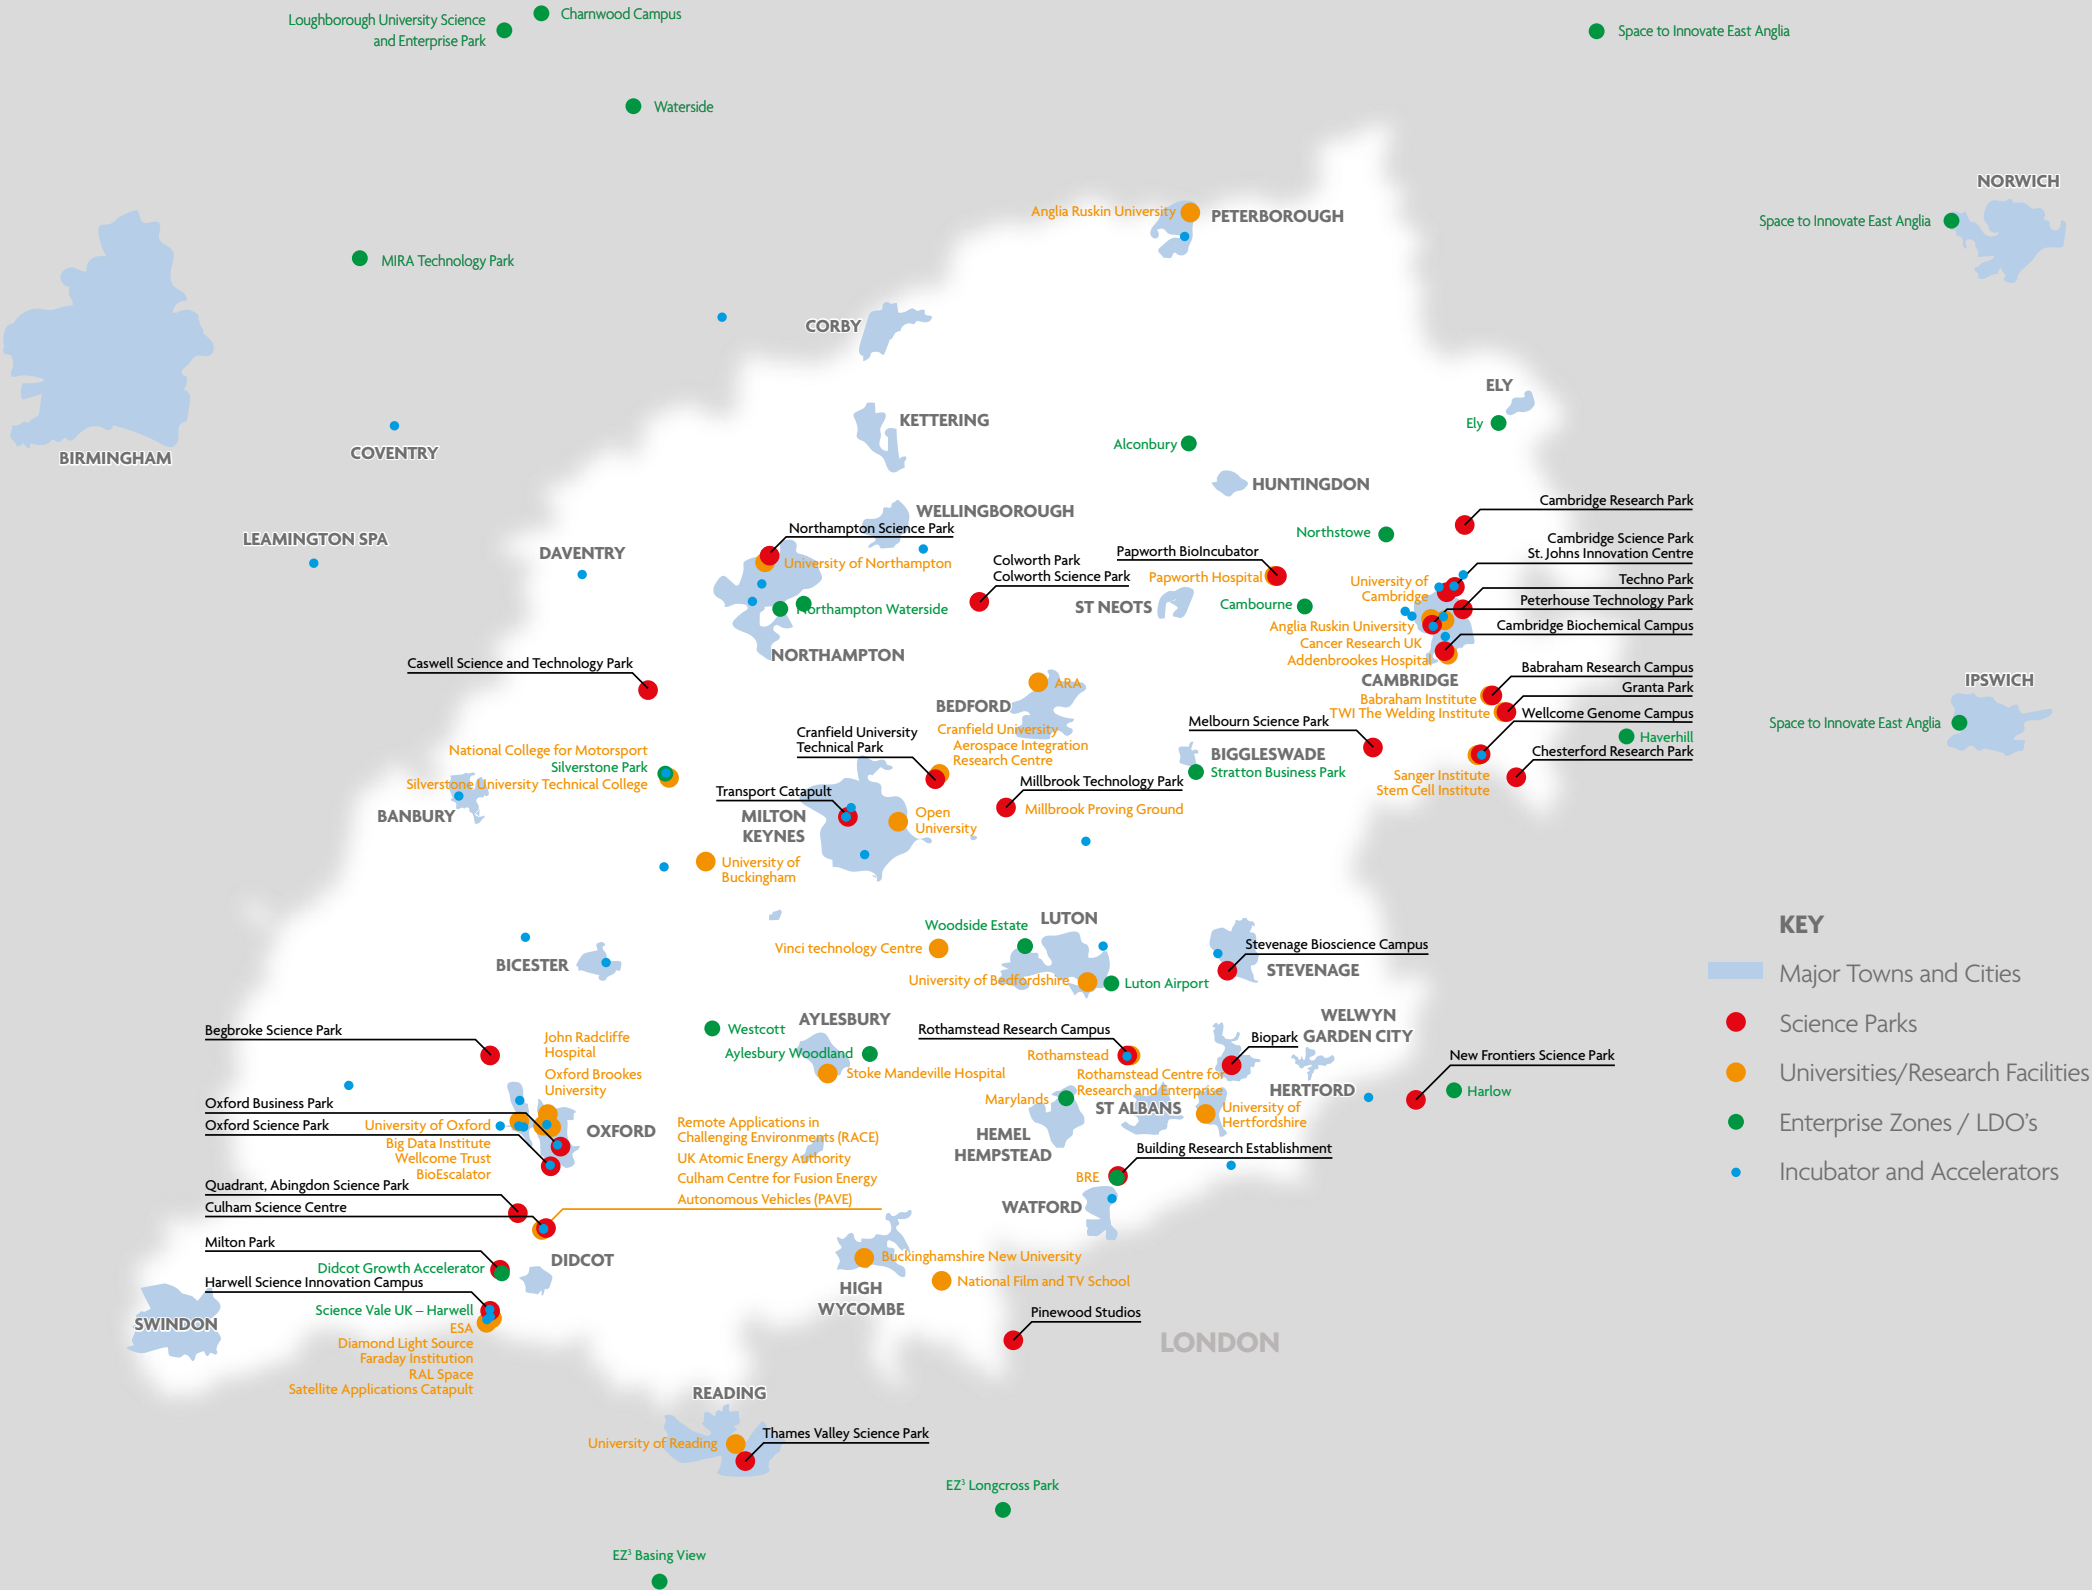 Loughborough University Science
and Enterprise Park
Charnwood Campus
Space to Innovate East Anglia
Waterside
NORWICH
Space to Innovate East Anglia
Anglia Ruskin University
PETERBOROUGH
MIRA Technology Park
CORBY
ELY
Ely
KETTERING
Alconbury
BIRMINGHAM
COVENTRY
HUNTINGDON
Cambridge Research Park
WELLINGBOROUGH
Northampton Science Park
Northstowe
LEAMINGTON SPA
DAVENTRY
Cambridge Science Park
St. Johns Innovation Centre
Papworth BioIncubator
Colworth Park
Colworth Science Park
University of Northampton
Papworth Hospital
University of
Cambridge
Techno Park
Peterhouse Technology Park
Northampton Waterside
ST NEOTS
Cambourne
Cambridge Biochemical Campus
Anglia Ruskin University
Cancer Research UK
Addenbrookes Hospital
NORTHAMPTON
Caswell Science and Technology Park
CAMBRIDGE
Babraham Research Campus
Granta Park
Babraham Institute
TWI The Welding Institute
Wellcome Genome Campus
ARA
BEDFORD
IPSWICH
Space to Innovate East Anglia
Haverhill
Chesterford Research Park
Melbourn Science Park
Cranfield University
Technical Park
Cranfield University
Aerospace Integration
Research Centre
BIGGLESWADE
Stratton Business Park
National College for Motorsport
Silverstone Park
Silverstone University Technical College
Sanger Institute
Stem Cell Institute
Millbrook Technology Park
Millbrook Proving Ground
Transport Catapult
MILTON
KEYNES
BANBURY
Open
University
University of
Buckingham
LUTON
Woodside Estate
KEY
Vinci technology Centre
Stevenage Bioscience Campus
BICESTER
STEVENAGE
Major Towns and Cities
University of Bedfordshire
Luton Airport
AYLESBURY
WELWYN
GARDEN CITY
Science Parks
Begbroke Science Park
Westcott
Rothamstead Research Campus
Biopark
John Radcliffe
Hospital
Aylesbury Woodland
Rothamstead
New Frontiers Science Park
Oxford Brookes
University
Stoke Mandeville Hospital
Rothamstead Centre for
Research and Enterprise
HERTFORD
Harlow
Universities/Research Facilities
Marylands
ST ALBANS
University of
Hertfordshire
Oxford Business Park
Oxford Science Park
University of Oxford
OXFORD
Remote Applications in
Challenging Environments (RACE)
HEMEL
HEMPSTEAD
Enterprise Zones / LDO's
Big Data Institute
Wellcome Trust
BioEscalator
UK Atomic Energy Authority
Building Research Establishment
BRE
Incubator and Accelerators
Culham Centre for Fusion Energy
Quadrant, Abingdon Science Park
Autonomous Vehicles (PAVE)
Culham Science Centre
WATFORD
Milton Park
DIDCOT
Buckinghamshire New University
Didcot Growth Accelerator
Harwell Science Innovation Campus
HIGH
WYCOMBE
National Film and TV School
Science Vale UK – Harwell
Pinewood Studios
SWINDON
ESA
Diamond Light Source
Faraday Institution
RAL Space
Satellite Applications Catapult
LONDON
READING
University of Reading
Thames Valley Science Park
EZ³ Longcross Park
EZ³ Basing View